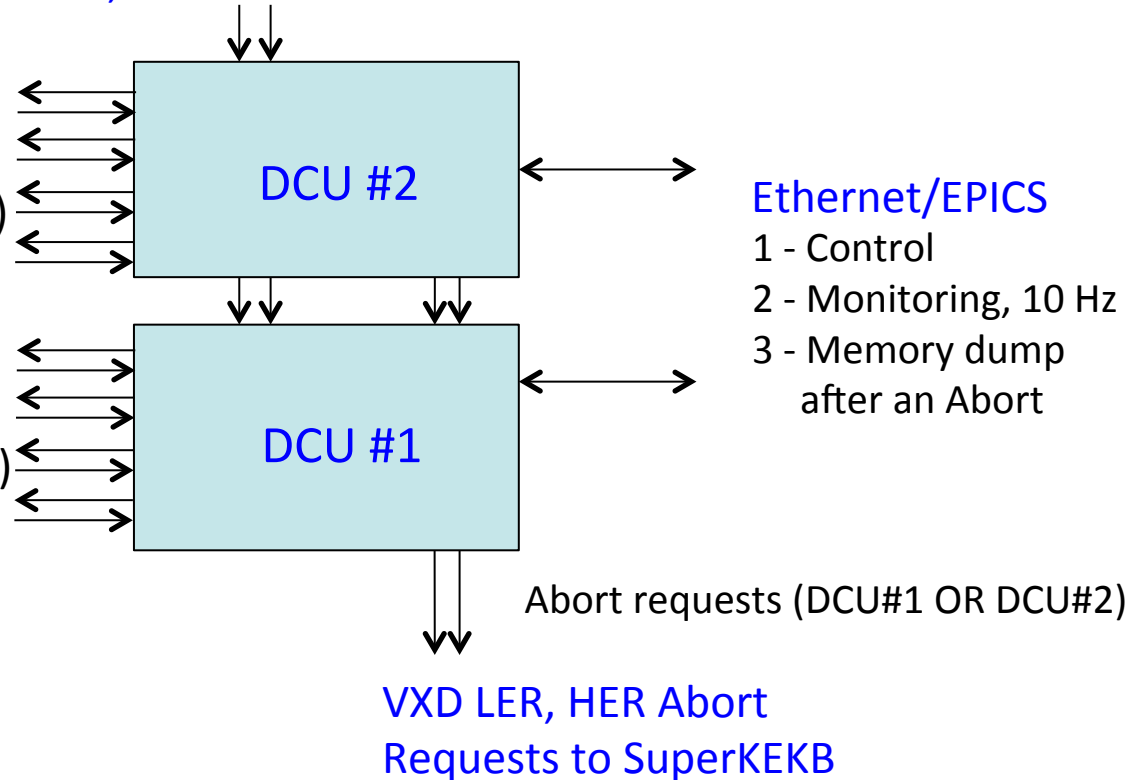 DCU #2
)
Ethernet/EPICS
1 - Control
2 - Monitoring, 10 Hz
3 - Memory dump
after an Abort
DCU #1
)
Abort requests (DCU#1 OR DCU#2)
VXD LER, HER Abort
Requests to SuperKEKB